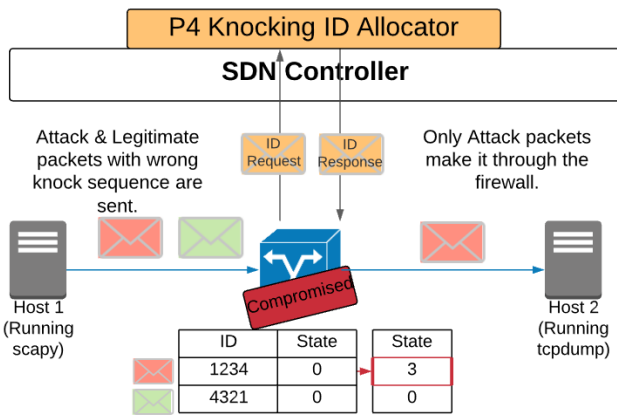 P4 Knocking ID Allocator
SDN Controller
Attack & Legitimate
packets with wrong
knock sequence are
sent.
ID
Request
ID
Response
Only Attack packets
make it through the
firewall.
Compromised
Host 1
(Running
scapy)
Host 2
(Running
tcpdump)
ID State State
1234 0 3
4321 0 0